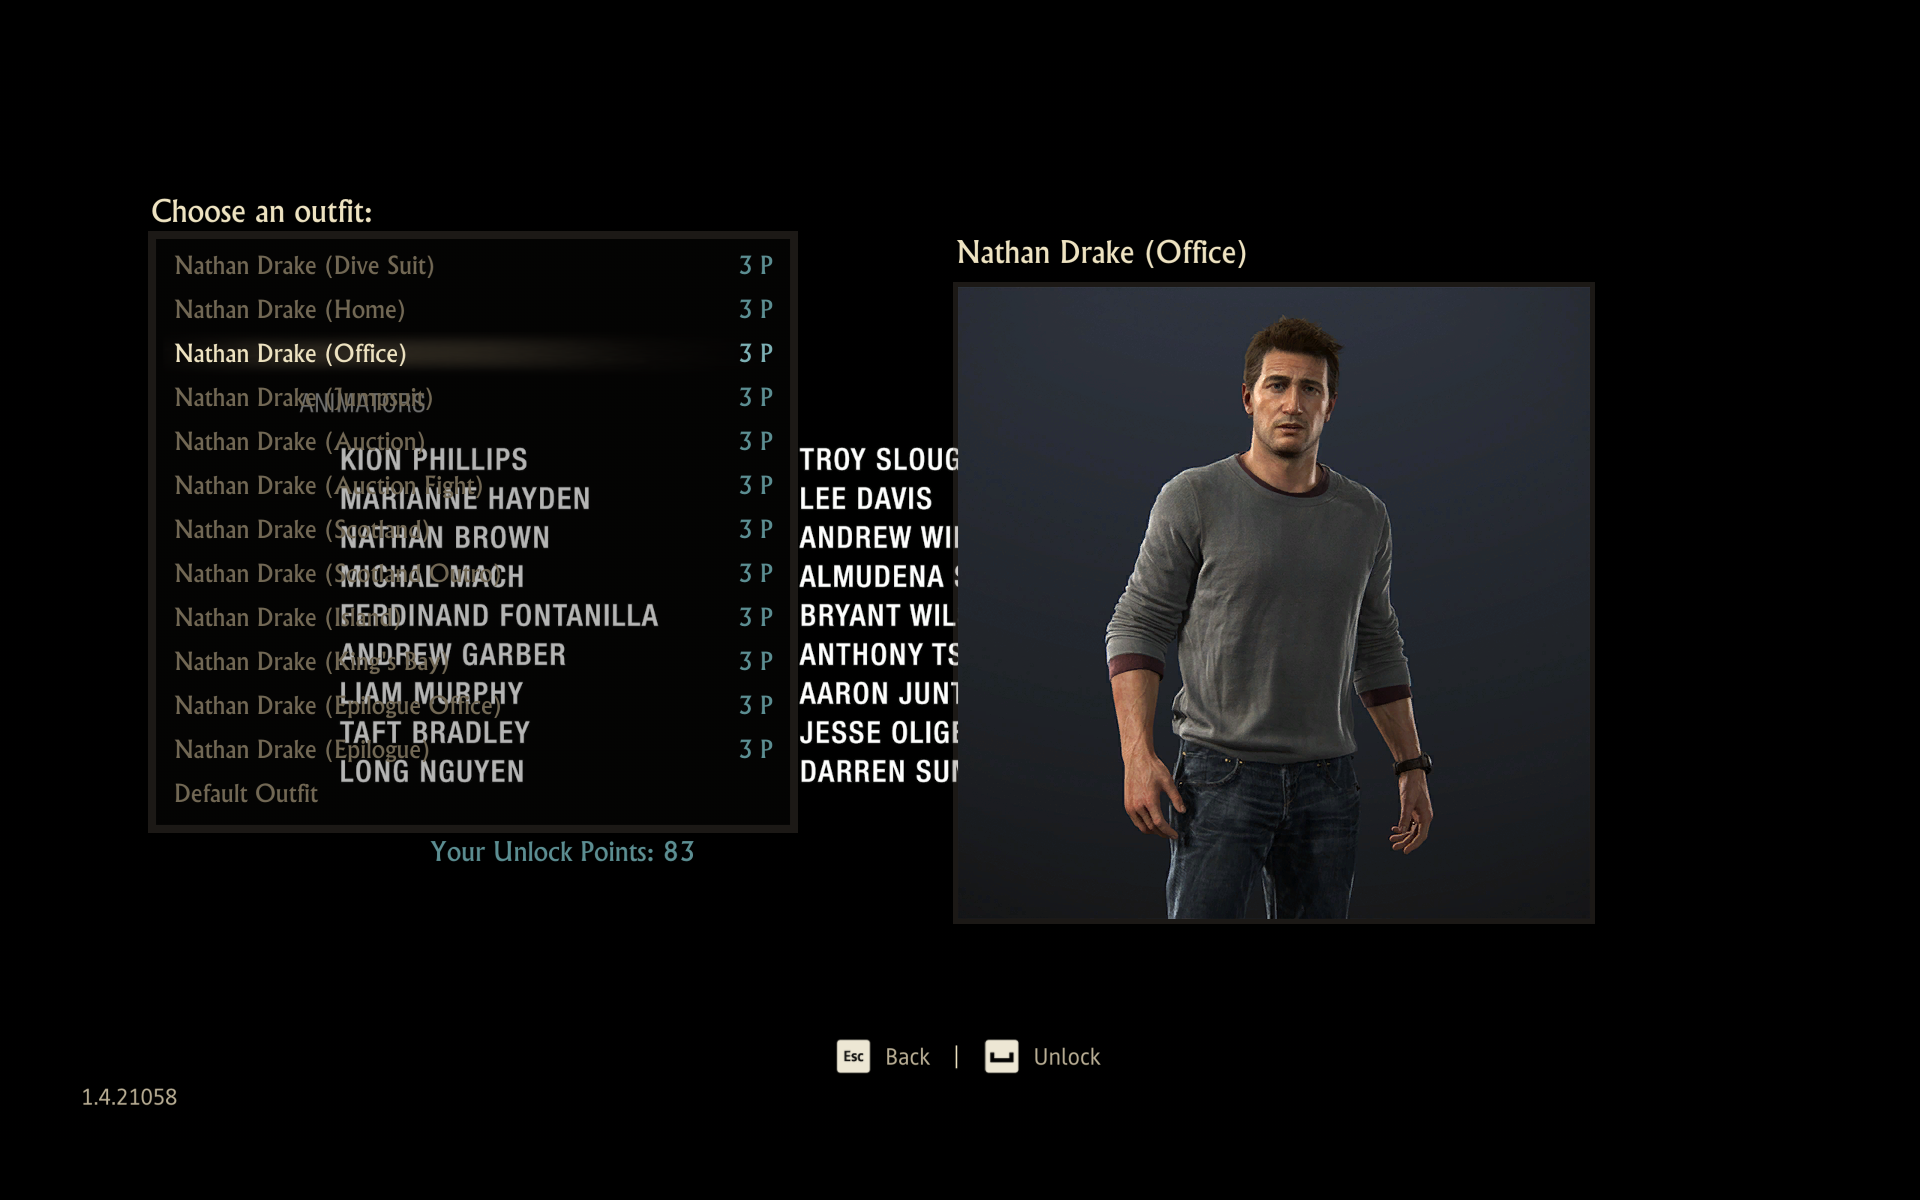 Choose an outfit:
Nathan Drake (Dive Suit) 3 P
Nathan Drake (Home) 3 P
Nathan Drake (Office) 3 P
Nathan Drake (Jumpsuit) 3 P
Nathan Drake (Auction) 3 P
Nathan Drake (Auction Fight) 3 P
Nathan Drake (Scotland) 3 P
Nathan Drake (Scotland Outro) 3 P
Nathan Drake (Island) 3 P
Nathan Drake (King's Bay) 3 P
Nathan Drake (Epilogue Office) 3 P
Nathan Drake (Epilogue) 3 P
Default Outfit
Your Unlock Points: 83
ANIMATORS
KION PHILLIPS
MARIANNE HAYDEN
NATHAN BROWN
MICHAL MACH
FERDINAND FONTANILLA
ANDREW GARBER
LIAM MURPHY
TAFT BRADLEY
LONG NGUYEN
TROY SLOUG
LEE DAVIS
ANDREW WI
ALMUDENA
BRYANT WIL
ANTHONY TS
AARON JUNT
JESSE OLIGE
DARREN SU
Nathan Drake (Office)
Esc Back | Unlock
1.4.21058